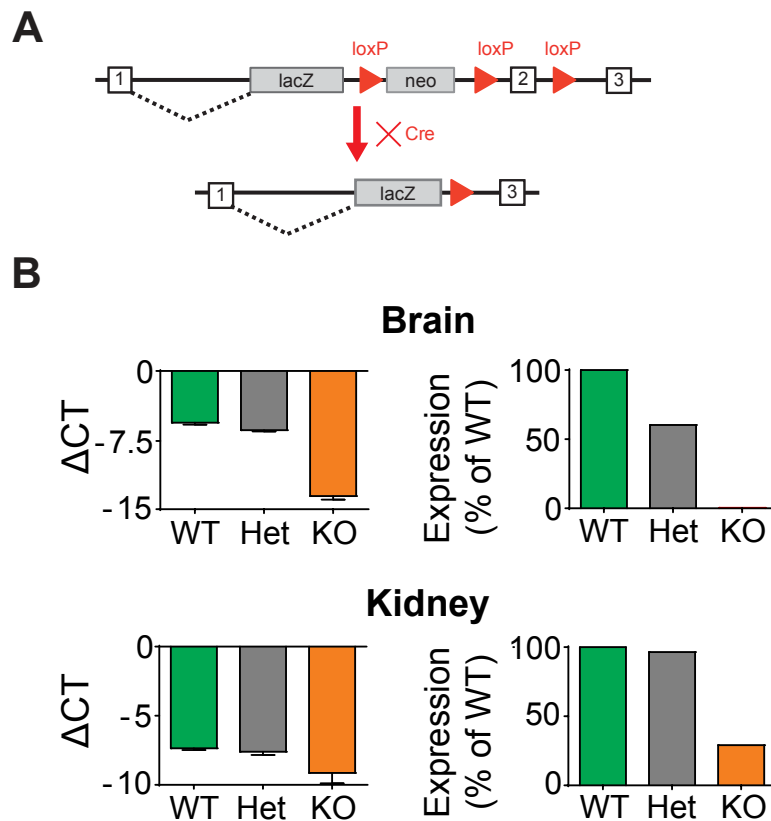 A
loxP loxP loxP
1 lacZ neo 2 3
Cre
1 lacZ 3
B
Brain
ΔCT
0
-7.5
-15
WT Het KO
Expression
(% of WT)
100
50
0
WT Het KO
Kidney
ΔCT
0
-5
-10
WT Het KO
Expression
(% of WT)
100
50
0
WT Het KO